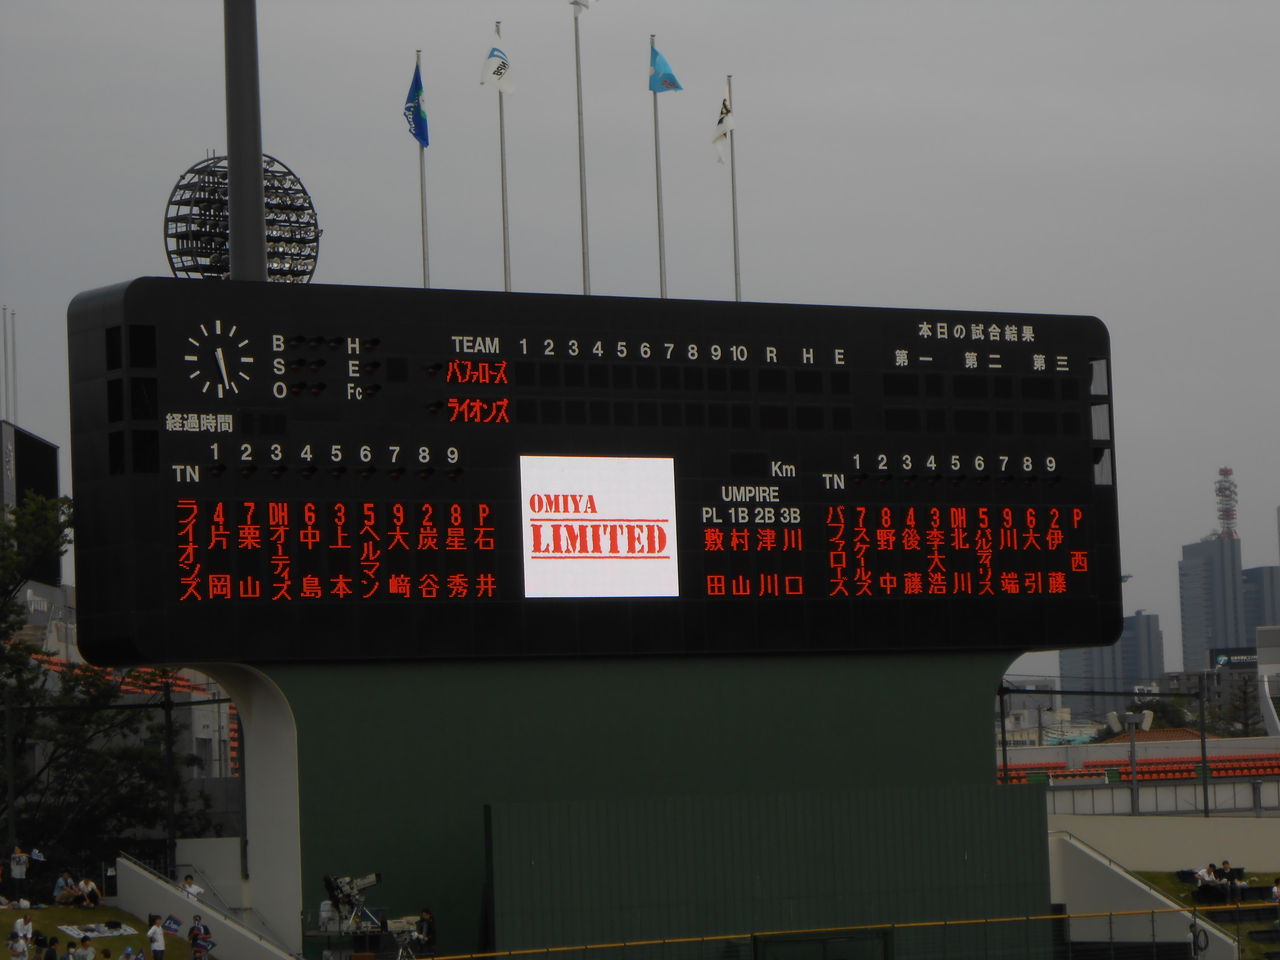 本日の試合結果
B H TEAM 1 2 3 4 5 6 7 8 9 10 R H E 第一 第二 第三
S E バファローズ
O Fc ライオンズ
経過時間
1 2 3 4 5 6 7 8 9
TN
Km
TN 1 2 3 4 5 6 7 8 9
UMPIRE
PL 1B 2B 3B
ライオンズ
4 片岡
7 栗山
DH オーティズ
6 中島
3 上本
5 ヘルマン
9 大﨑
2 炭谷
8 星秀
P 石井
OMIYA
LIMITED
敷田
村山
津川
川口
バファローズ
7 スケールズ
8 野中
4 後藤
3 李大浩
DH 北川
5 バルディリス
9 川端
6 大引
2 伊藤
P 西